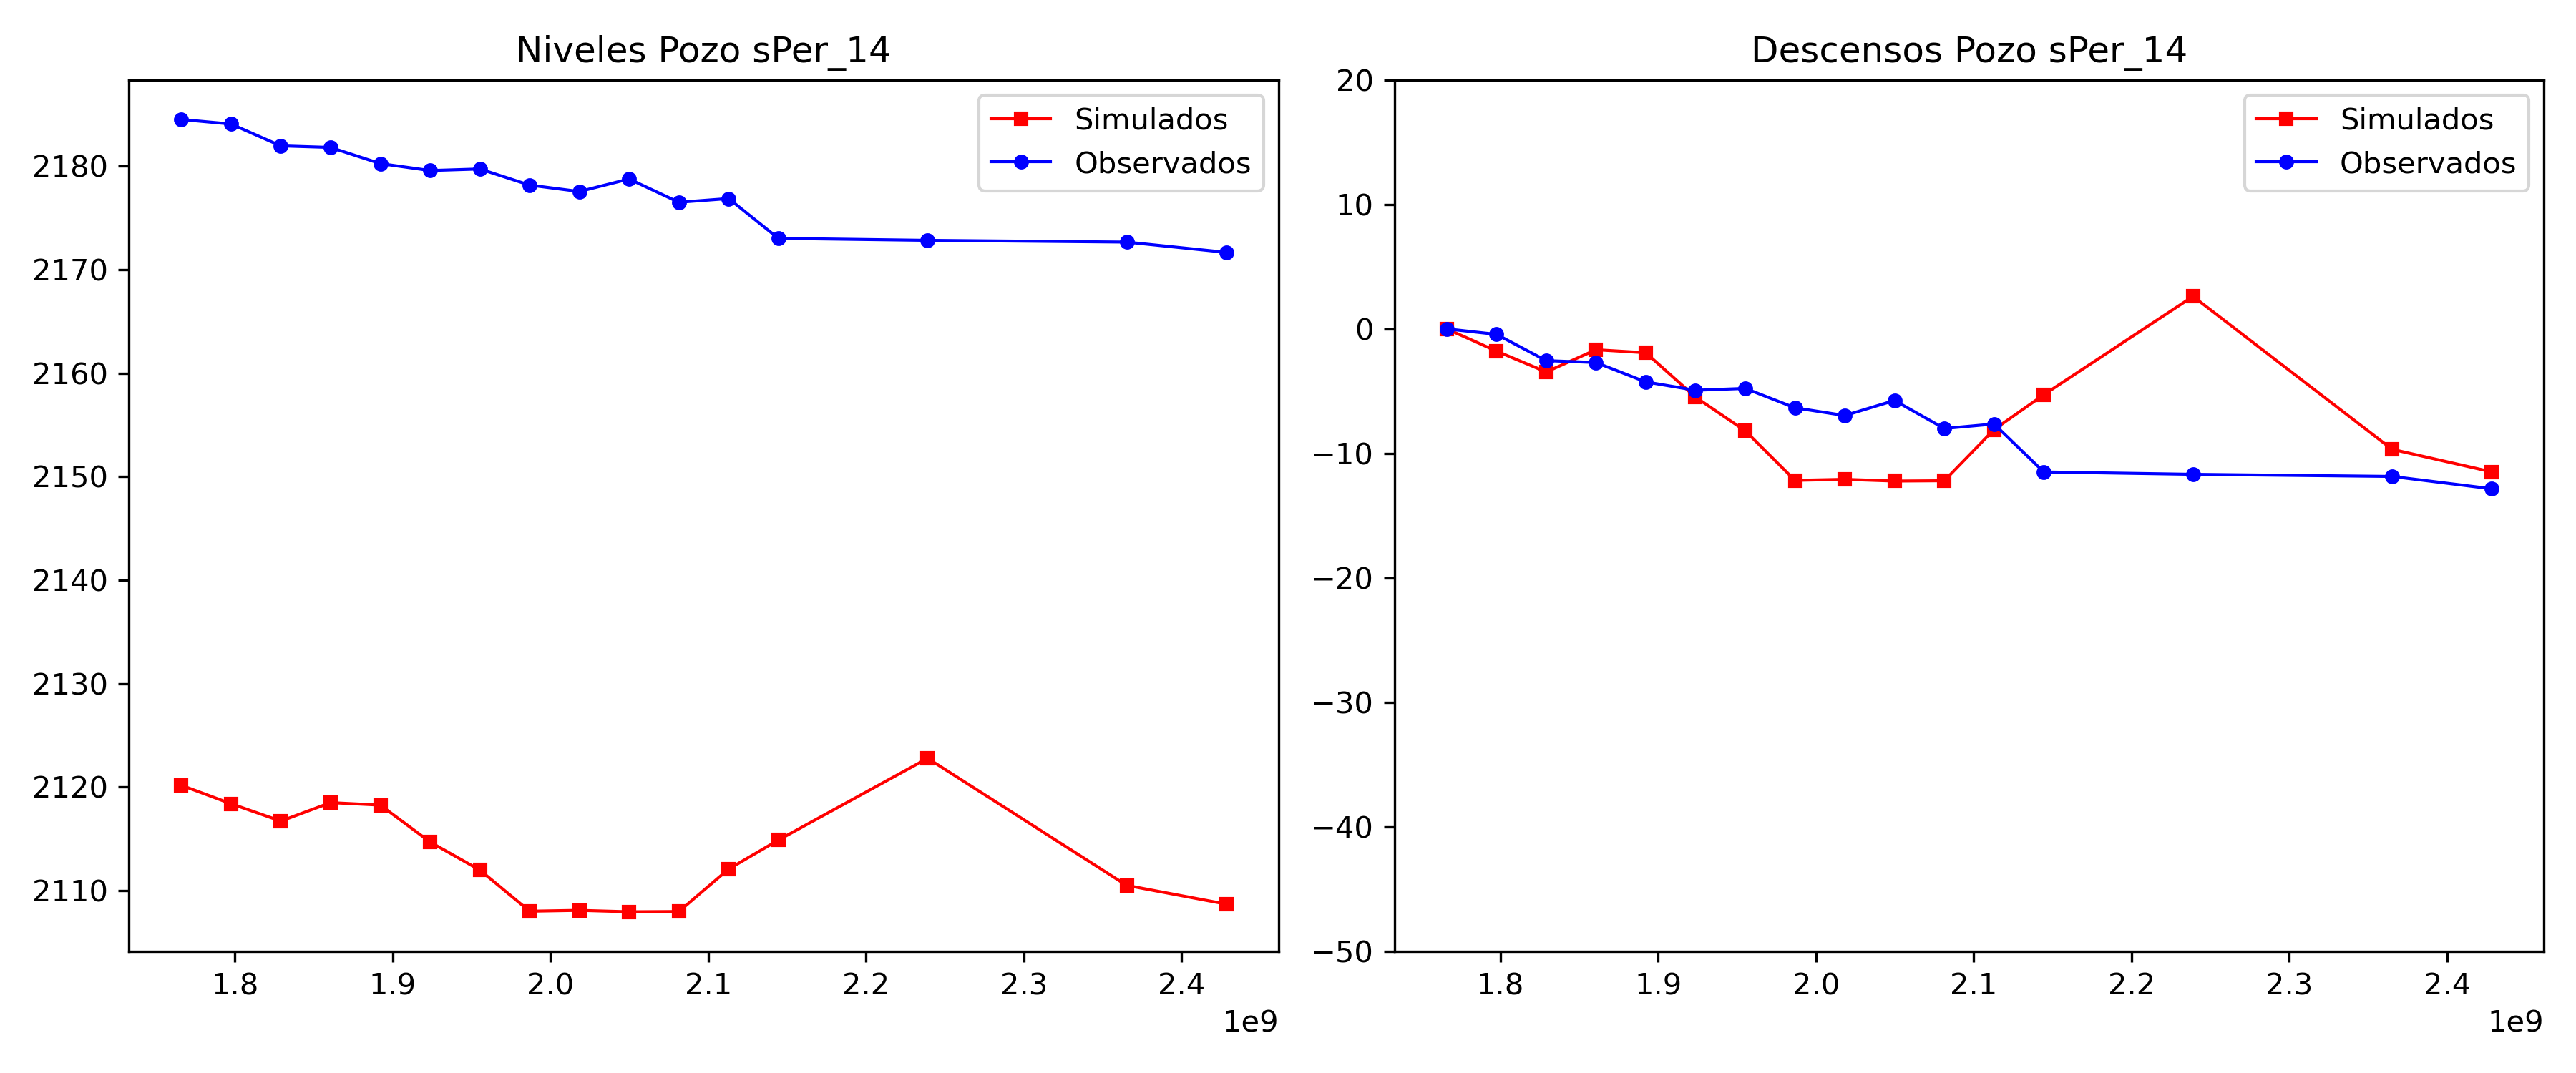 Niveles Pozo sPer_14
Simulados
Observados
2180
2170
2160
2150
2140
2130
2120
2110
1.8 1.9 2.0 2.1 2.2 2.3 2.4
1e9
Descensos Pozo sPer_14
Simulados
Observados
20
10
0
−10
−20
−30
−40
−50
1.8 1.9 2.0 2.1 2.2 2.3 2.4
1e9